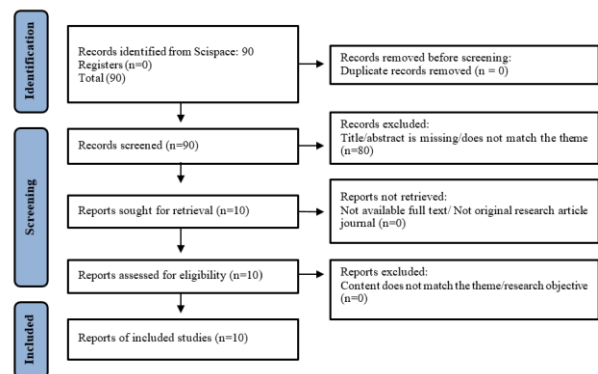 Identification
Records identified from Scispace: 90
Registers (n=0)
Total (90)
Records removed before screening:
Duplicate records removed (n = 0)
Screening
Records screened (n=90)
Records excluded:
Title/abstract is missing/does not match the theme
(n=80)
Reports sought for retrieval (n=10)
Reports not retrieved:
Not available full text/ Not original research article
journal (n=0)
Reports assessed for eligibility (n=10)
Reports excluded:
Content does not match the theme/research objective
(n=0)
Included
Reports of included studies (n=10)